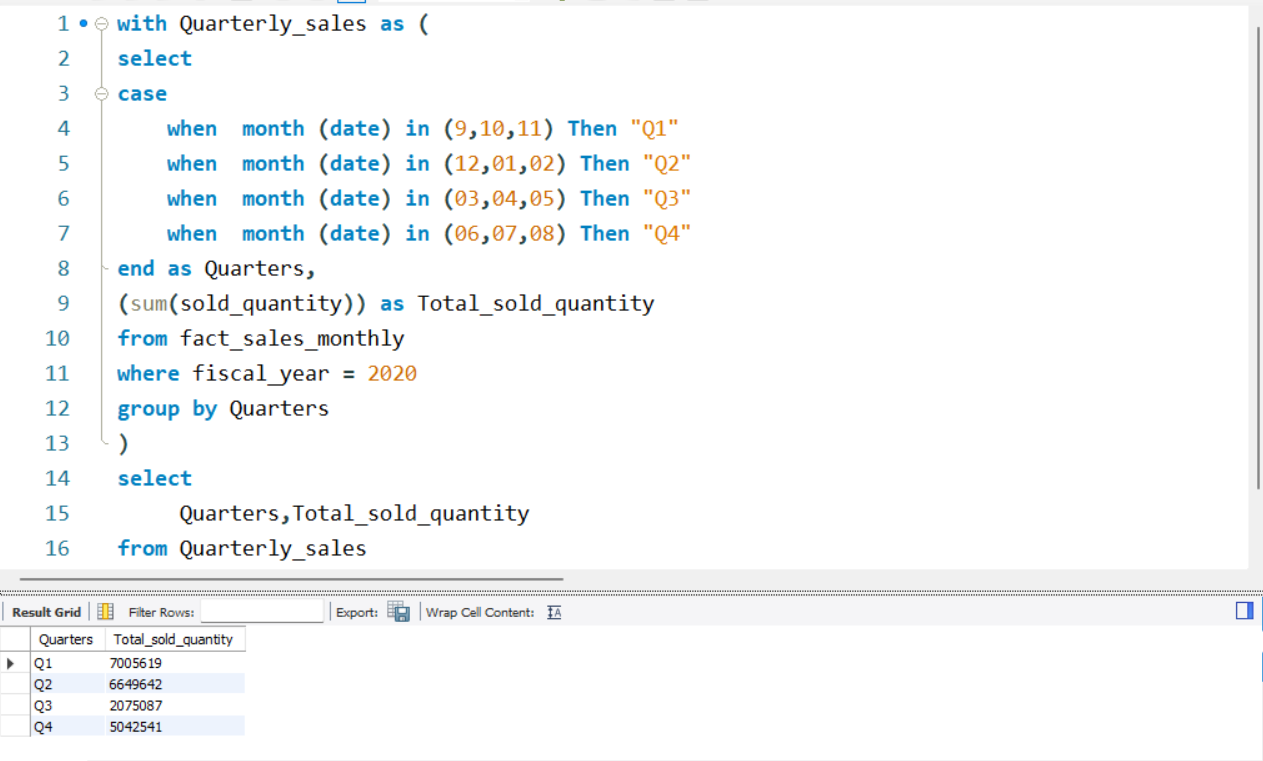 1 with Quarterly_sales as (
2 select
3 case
4 when month (date) in (9,10,11) Then "Q1"
5 when month (date) in (12,01,02) Then "Q2"
6 when month (date) in (03,04,05) Then "Q3"
7 when month (date) in (06,07,08) Then "Q4"
8 end as Quarters,
9 (sum(sold_quantity)) as Total_sold_quantity
10 from fact_sales_monthly
11 where fiscal_year = 2020
12 group by Quarters
13 )
14 select
15 Quarters,Total_sold_quantity
16 from Quarterly_sales
Result Grid Filter Rows: Export: Wrap Cell Content: IA
Quarters Total_sold_quantity
Q1 7005619
Q2 6649642
Q3 2075087
Q4 5042541